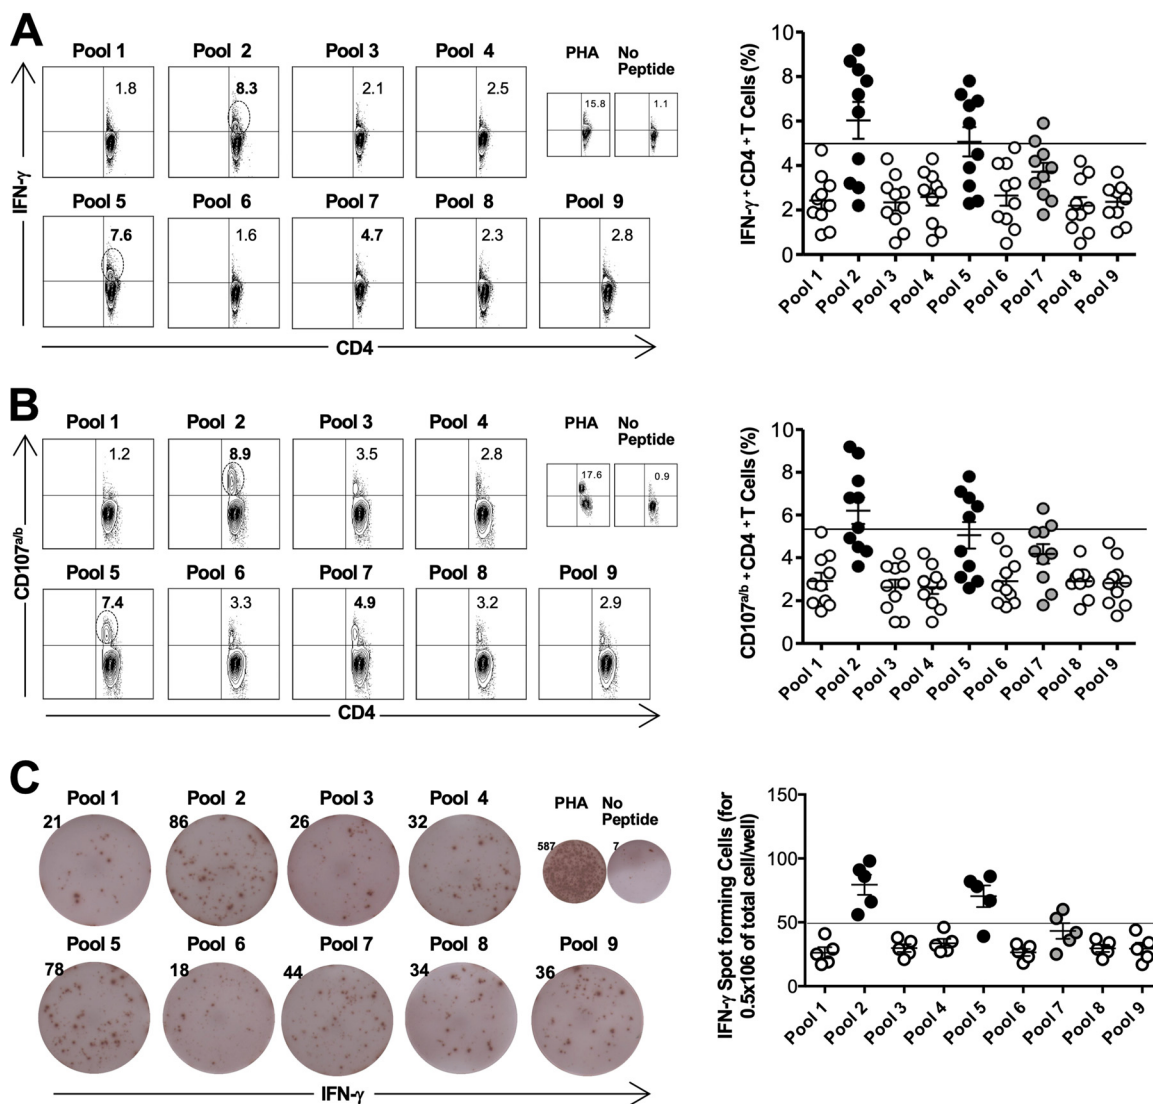 A
Pool 1
Pool 2
Pool 3
Pool 4
PHA
No
Peptide
1.8
8.3
2.1
2.5
15.8
1.1
Pool 5
Pool 6
Pool 7
Pool 8
Pool 9
7.6
1.6
4.7
2.3
2.8
IFN-γ
CD4
IFN-γ + CD4 + T Cells (%)
10
8
6
4
2
0
Pool 1
Pool 2
Pool 3
Pool 4
Pool 5
Pool 6
Pool 7
Pool 8
Pool 9
B
Pool 1
Pool 2
Pool 3
Pool 4
PHA
No
Peptide
1.2
8.9
3.5
2.8
17.6
0.9
Pool 5
Pool 6
Pool 7
Pool 8
Pool 9
7.4
3.3
4.9
3.2
2.9
CD107a/b
CD4
CD107a/b + CD4 + T Cells (%)
10
8
6
4
2
0
Pool 1
Pool 2
Pool 3
Pool 4
Pool 5
Pool 6
Pool 7
Pool 8
Pool 9
C
Pool 1
Pool 2
Pool 3
Pool 4
PHA
No
Peptide
21
86
26
32
587
7
Pool 5
Pool 6
Pool 7
Pool 8
Pool 9
78
18
44
34
36
IFN-γ
IFN-γ Spot forming Cells (for
0.5x106 of total cell/well)
150
100
50
0
Pool 1
Pool 2
Pool 3
Pool 4
Pool 5
Pool 6
Pool 7
Pool 8
Pool 9